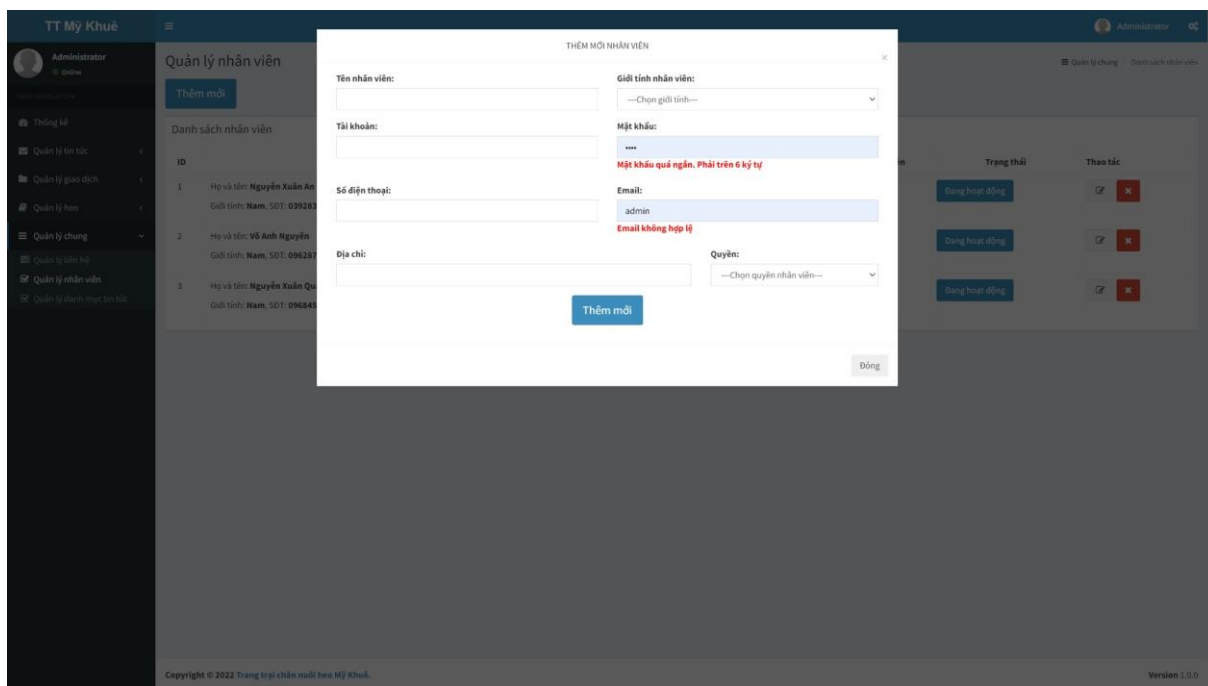 TT Mỹ Khuê
Administrator
Administrator
Online
Quản lý nhân viên
Quản lý chung
Danh sách nhân viên
Thêm mới
Thống kê
Quản lý tin tức
Quản lý giao dịch
Quản lý heo
Quản lý chung
Quản lý liên hệ
Quản lý nhân viên
Quản lý danh mục tin tức
Danh sách nhân viên
ID
Trạng thái
Thao tác
1
Họ và tên: Nguyễn Xuân An
Giới tính: Nam, SDT: 039283
Đang hoạt động
2
Họ và tên: Võ Anh Nguyên
Giới tính: Nam, SDT: 096287
Đang hoạt động
3
Họ và tên: Nguyễn Xuân Qu
Giới tính: Nam, SDT: 096845
Đang hoạt động
THÊM MỚI NHÂN VIÊN
×
Tên nhân viên:
Giới tính nhân viên:
---Chọn giới tính---
Tài khoản:
Mật khẩu:
••••
Mật khẩu quá ngắn. Phải trên 6 ký tự
Số điện thoại:
Email:
admin
Email không hợp lệ
Địa chỉ:
Quyền:
---Chọn quyền nhân viên---
Thêm mới
Đóng
Copyright © 2022 Trang trại chăn nuôi heo Mỹ Khuê.
Version 1.0.0